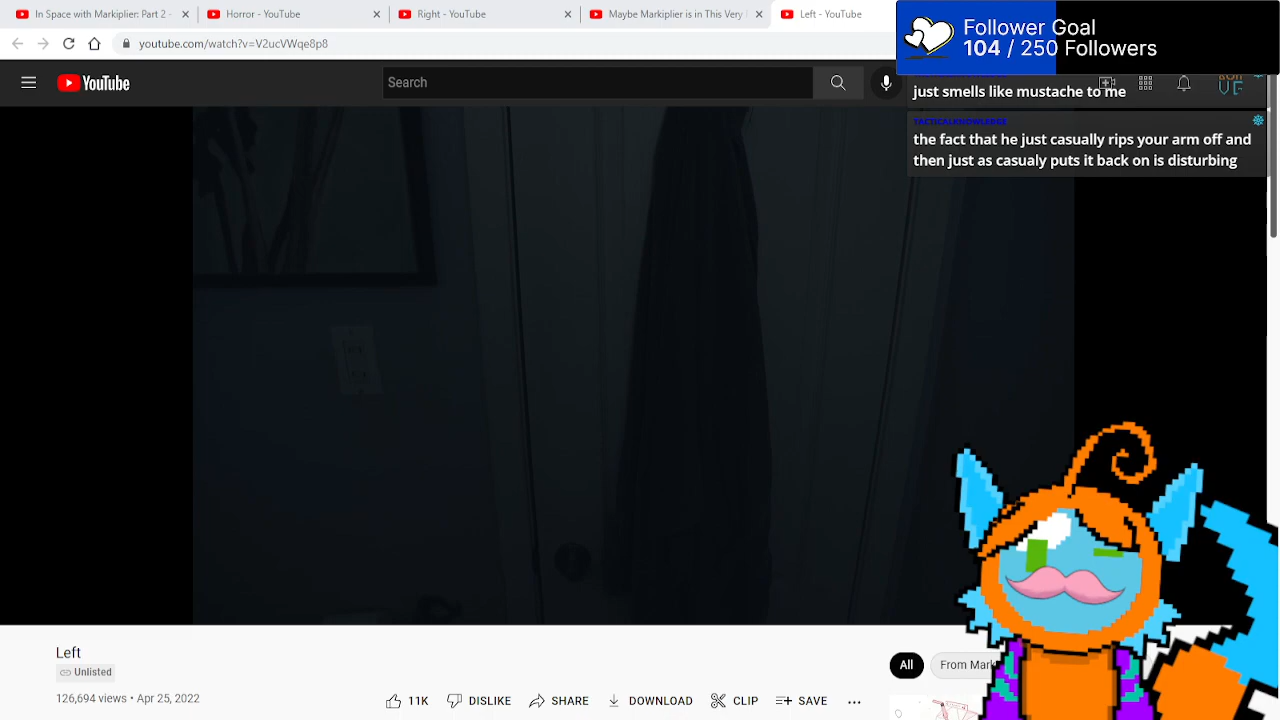 In Space with Markiplier: Part 2 -
Horror - YouTube
Right - YouTube
Maybe Markiplier is in This Very
Left - YouTube
youtube.com/watch?v=V2ucVWqe8p8
Follower Goal
104 / 250 Followers
YouTube
Search
just smells like mustache to me
TACTICALKNOWLEDGE
the fact that he just casually rips your arm off and
then just as casualy puts it back on is disturbing
Left
Unlisted
126,694 views • Apr 25, 2022
DISLIKE
SHARE
DOWNLOAD
CLIP
SAVE
All
From